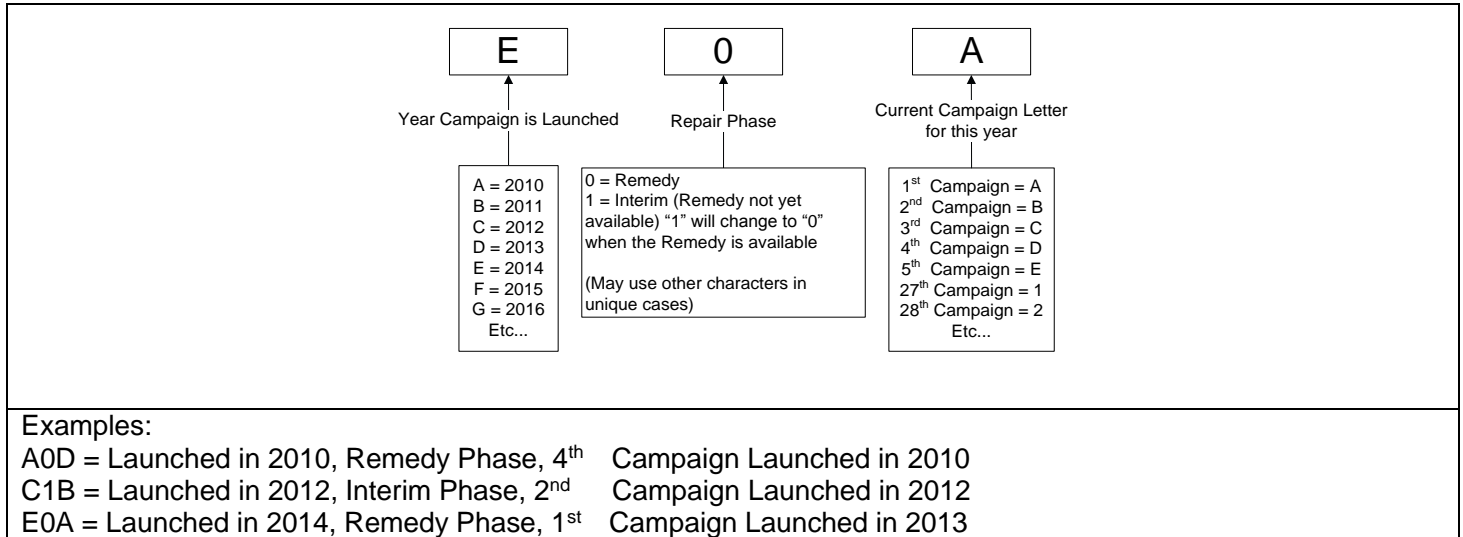 E 0 A
Year Campaign is Launched
Repair Phase
Current Campaign Letter
for this year
A = 2010
B = 2011
C = 2012
D = 2013
E = 2014
F = 2015
G = 2016
Etc...
0 = Remedy
1 = Interim (Remedy not yet
available) “1” will change to “0”
when the Remedy is available
(May use other characters in
unique cases)
1st Campaign = A
2nd Campaign = B
3rd Campaign = C
4th Campaign = D
5th Campaign = E
27th Campaign = 1
28th Campaign = 2
Etc...
Examples:
A0D = Launched in 2010, Remedy Phase, 4th Campaign Launched in 2010
C1B = Launched in 2012, Interim Phase, 2nd Campaign Launched in 2012
E0A = Launched in 2014, Remedy Phase, 1st Campaign Launched in 2013